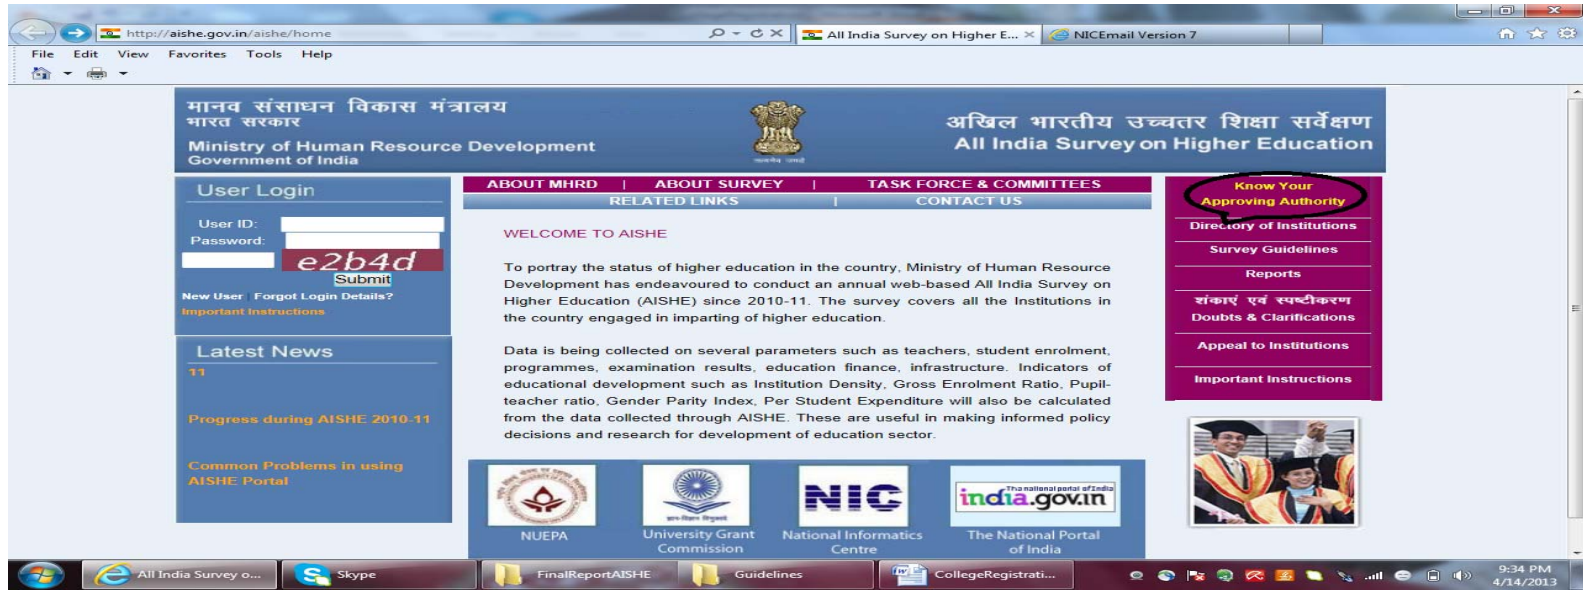 http://aishe.gov.in/aishe/home
All India Survey on Higher E...
NICEmail Version 7
File Edit View Favorites Tools Help
मानव संसाधन विकास मंत्रालय
भारत सरकार
Ministry of Human Resource Development
Government of India
अखिल भारतीय उच्चतर शिक्षा सर्वेक्षण
All India Survey on Higher Education
User Login
User ID:
Password:
e2b4d
Submit
New User | Forgot Login Details?
Important Instructions
Latest News
11
Progress during AISHE 2010-11
Common Problems in using
AISHE Portal
ABOUT MHRD | ABOUT SURVEY | TASK FORCE & COMMITTEES
RELATED LINKS | CONTACT US
WELCOME TO AISHE
To portray the status of higher education in the country, Ministry of Human Resource
Development has endeavoured to conduct an annual web-based All India Survey on
Higher Education (AISHE) since 2010-11. The survey covers all the Institutions in
the country engaged in imparting of higher education.
Data is being collected on several parameters such as teachers, student enrolment,
programmes, examination results, education finance, infrastructure. Indicators of
educational development such as Institution Density, Gross Enrolment Ratio, Pupil-
teacher ratio, Gender Parity Index, Per Student Expenditure will also be calculated
from the data collected through AISHE. These are useful in making informed policy
decisions and research for development of education sector.
NUEPA
University Grant
Commission
NIC
National Informatics
Centre
The national portal of India
india.gov.in
The National Portal
of India
Know Your
Approving Authority
Directory of Institutions
Survey Guidelines
Reports
शंकाएं एवं स्पष्टीकरण
Doubts & Clarifications
Appeal to Institutions
Important Instructions
All India Survey o...
Skype
FinalReportAISHE
Guidelines
CollegeRegistrati...
9:34 PM
4/14/2013